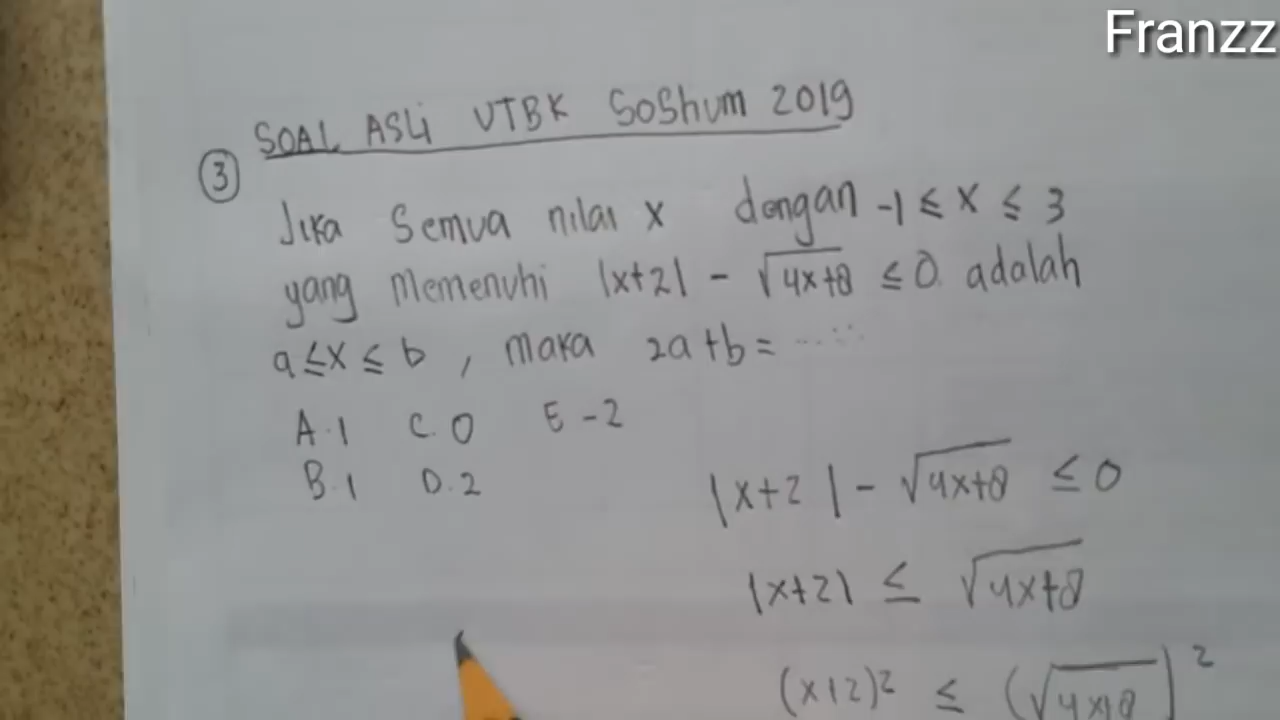 Franzz
SOAL ASLi UTBK SoShum 2019
③
Jika Semua nilai x dengan -1 ≤ x ≤ 3
yang memenuhi |x+2| - √4x+8 ≤ 0 adalah
a ≤ x ≤ b , maka 2a+b = ......
A. 1 C. 0 E -2
B. 1 D. 2
|x+2| - √4x+8 ≤ 0
|x+2| ≤ √4x+8
(x+2)² ≤ (√4x+8)²